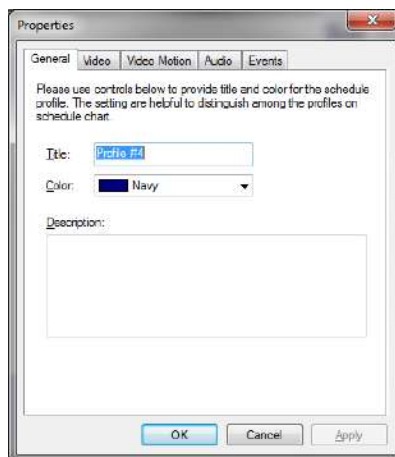 Properties
General Video Video Motion Audio Events
Please use controls below to provide title and color for the schedule
profile. The setting are helpful to distinguish among the profiles on
schedule chart.
Title: Profile #4
Color: Navy
Description:
OK Cancel Apply